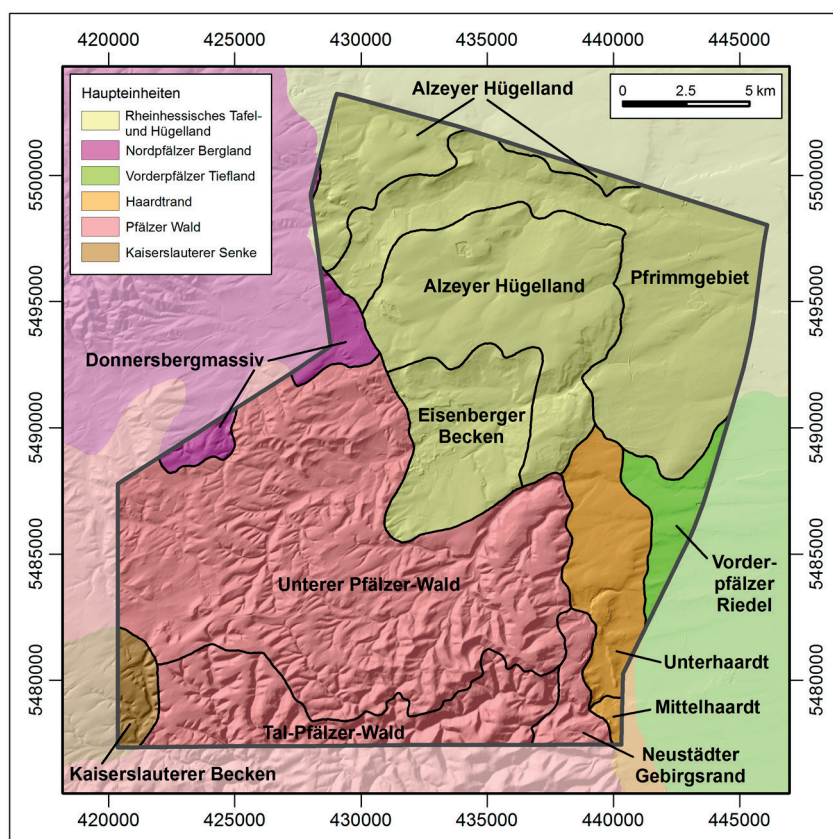 420000 425000 430000 435000 440000 445000
Haupteinheiten
Rheinhessisches Tafel-
und Hügelland
Nordpfälzer Bergland
Vorderpfälzer Tiefland
Haardtrand
Pfälzer Wald
Kaiserslauterer Senke
Alzeyer Hügelland
0 2.5 5 km
5500000
5500000
Alzeyer Hügelland
Pfrimmgebiet
5495000
5495000
Donnersbergmassiv
Eisenberger
Becken
5490000
5490000
5485000
5485000
Unterer Pfälzer-Wald
Vorder-
pfälzer
Riedel
Unterhaardt
5480000
5480000
Mittelhaardt
Tal-Pfälzer-Wald
Neustädter
Gebirgsrand
Kaiserslauterer Becken
420000 425000 430000 435000 440000 445000